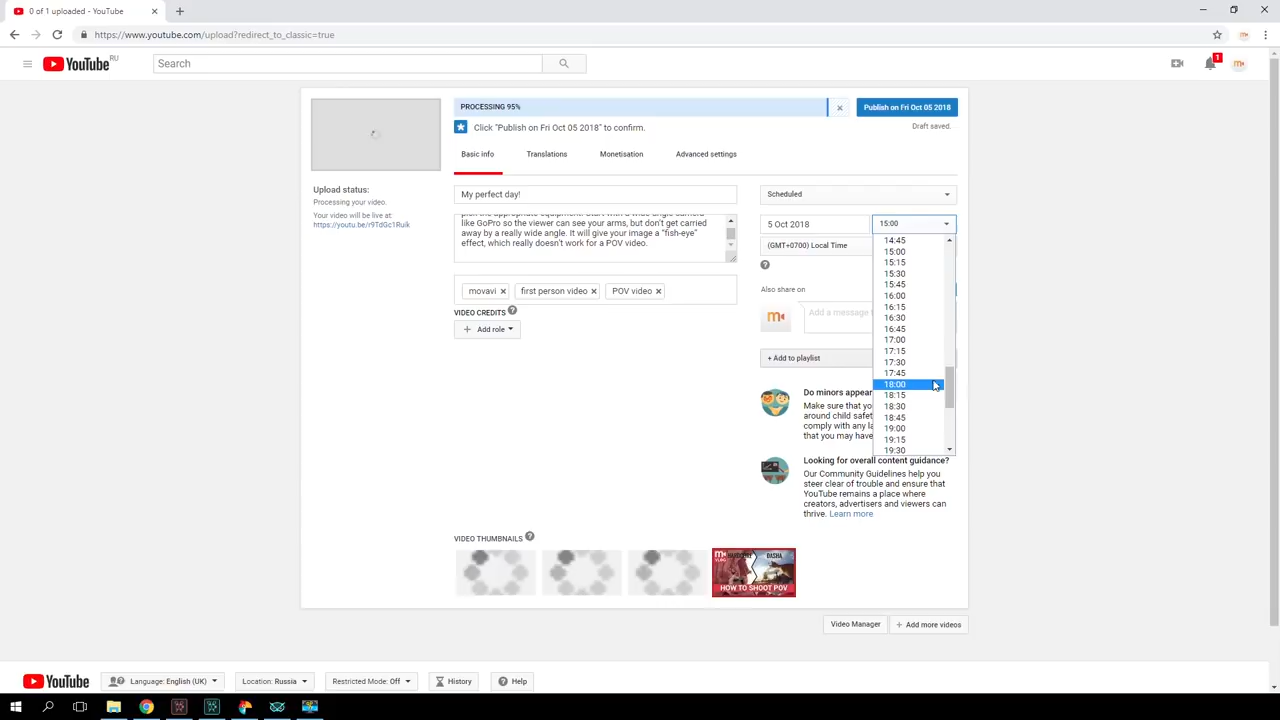 0 of 1 uploaded - YouTube
https://www.youtube.com/upload?redirect_to_classic=true
YouTube RU
Search
1
PROCESSING 95%
Publish on Fri Oct 05 2018
Click "Publish on Fri Oct 05 2018" to confirm.
Draft saved.
Basic info
Translations
Monetisation
Advanced settings
Upload status:
Processing your video.
Your video will be live at:
https://youtu.be/r9TdGc1Ruik
My perfect day!
like GoPro so the viewer can see your arms, but don't get carried
away by a really wide angle. It will give your image a "fish-eye"
effect, which really doesn't work for a POV video.
movavi
first person video
POV video
VIDEO CREDITS
Add role
Scheduled
5 Oct 2018
15:00
(GMT+0700) Local Time
14:45
15:00
15:15
15:30
15:45
16:00
16:15
16:30
16:45
17:00
17:15
17:30
17:45
18:00
18:15
18:30
18:45
19:00
19:15
19:30
Also share on
Add a message
+ Add to playlist
Do minors appear
Make sure that you
around child safet
comply with any la
that you may have
Looking for overall content guidance?
Our Community Guidelines help you
steer clear of trouble and ensure that
YouTube remains a place where
creators, advertisers and viewers can
thrive. Learn more
VIDEO THUMBNAILS
VLOG
HARDCORE
DASHA
HOW TO SHOOT POV
Video Manager
+ Add more videos
YouTube
Language: English (UK)
Location: Russia
Restricted Mode: Off
History
Help